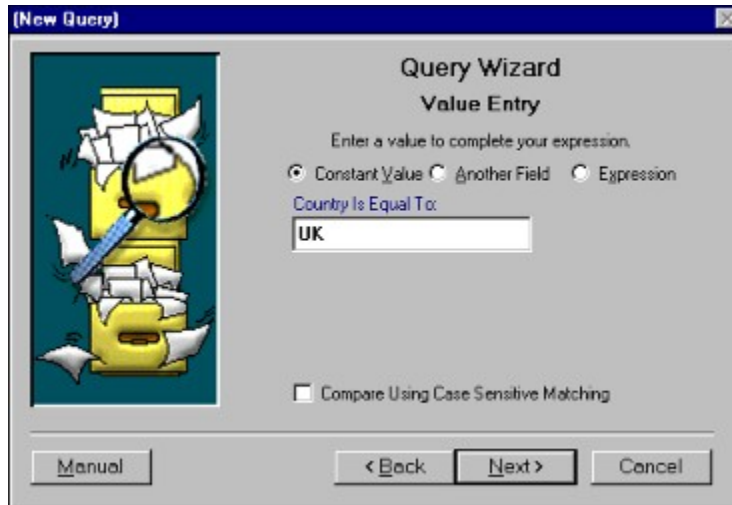 (New Query)
Query Wizard
Value Entry
Enter a value to complete your expression.
Constant Value Another Field Expression
Country Is Equal To:
UK
Compare Using Case Sensitive Matching
Manual < Back Next > Cancel